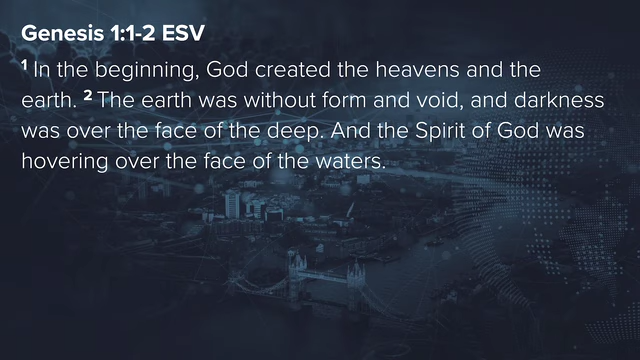 Genesis 1:1-2 ESV
1 In the beginning, God created the heavens and the
earth. 2 The earth was without form and void, and darkness
was over the face of the deep. And the Spirit of God was
hovering over the face of the waters.